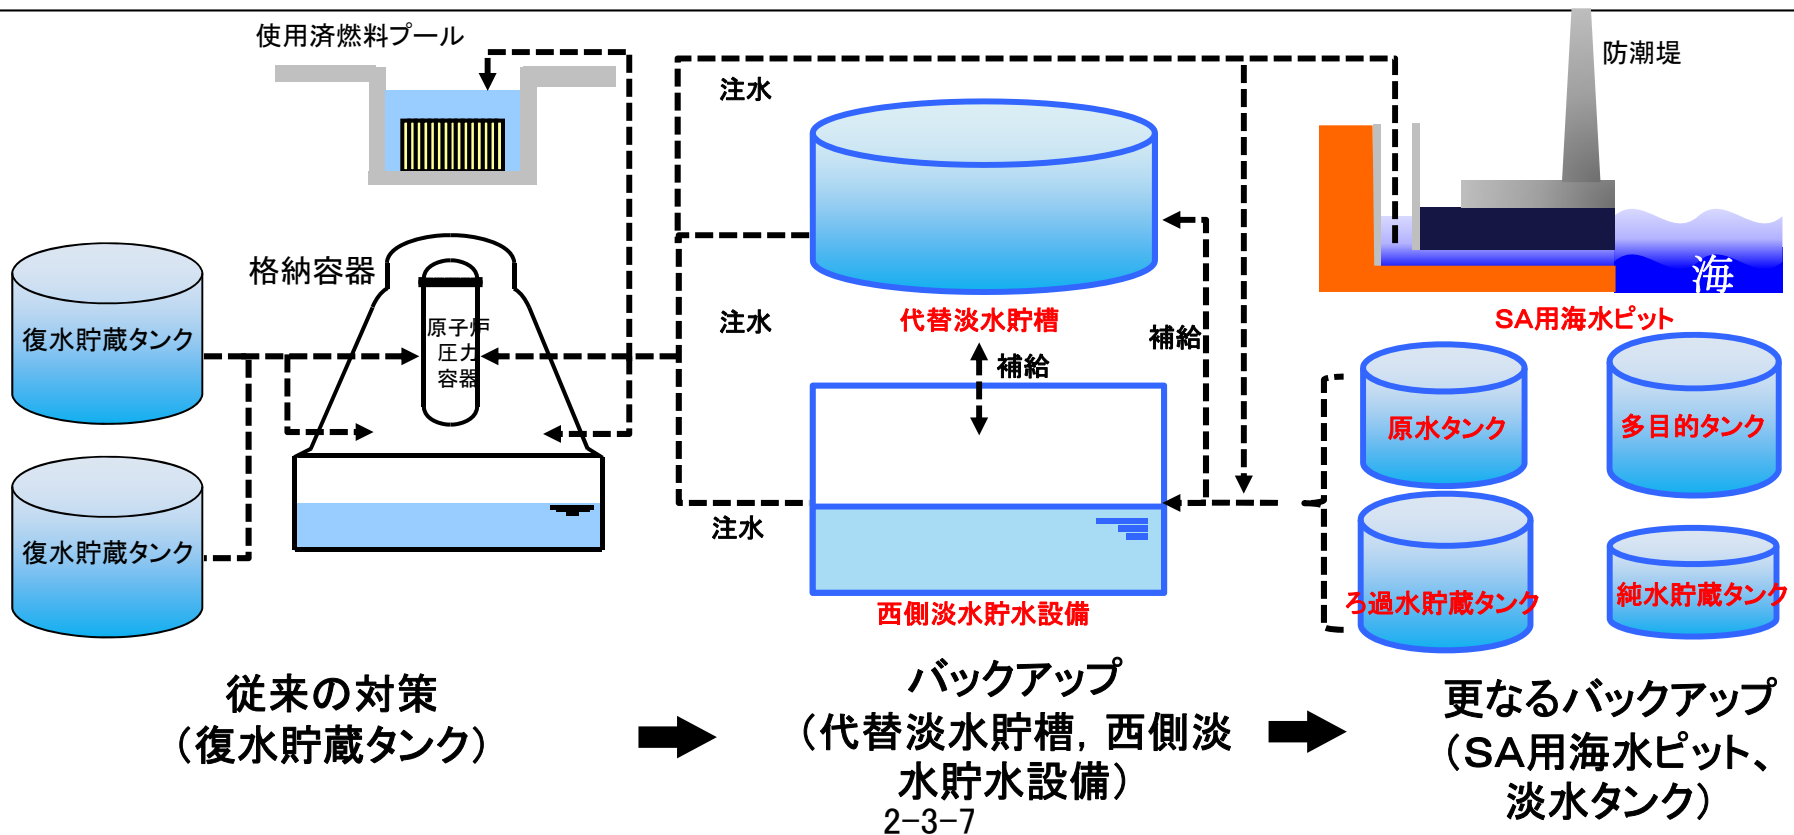 使用済燃料プール
防潮堤
注水
格納容器
海
復水貯蔵タンク
原子炉
圧力
容器
注水
代替淡水貯槽
補給
SA用海水ピット
補給
原水タンク
多目的タンク
復水貯蔵タンク
注水
西側淡水貯水設備
ろ過水貯蔵タンク
純水貯蔵タンク
従来の対策
（復水貯蔵タンク）
バックアップ
（代替淡水貯槽，西側淡
水貯水設備）
更なるバックアップ
（SA用海水ピット、
淡水タンク）
2-3-7